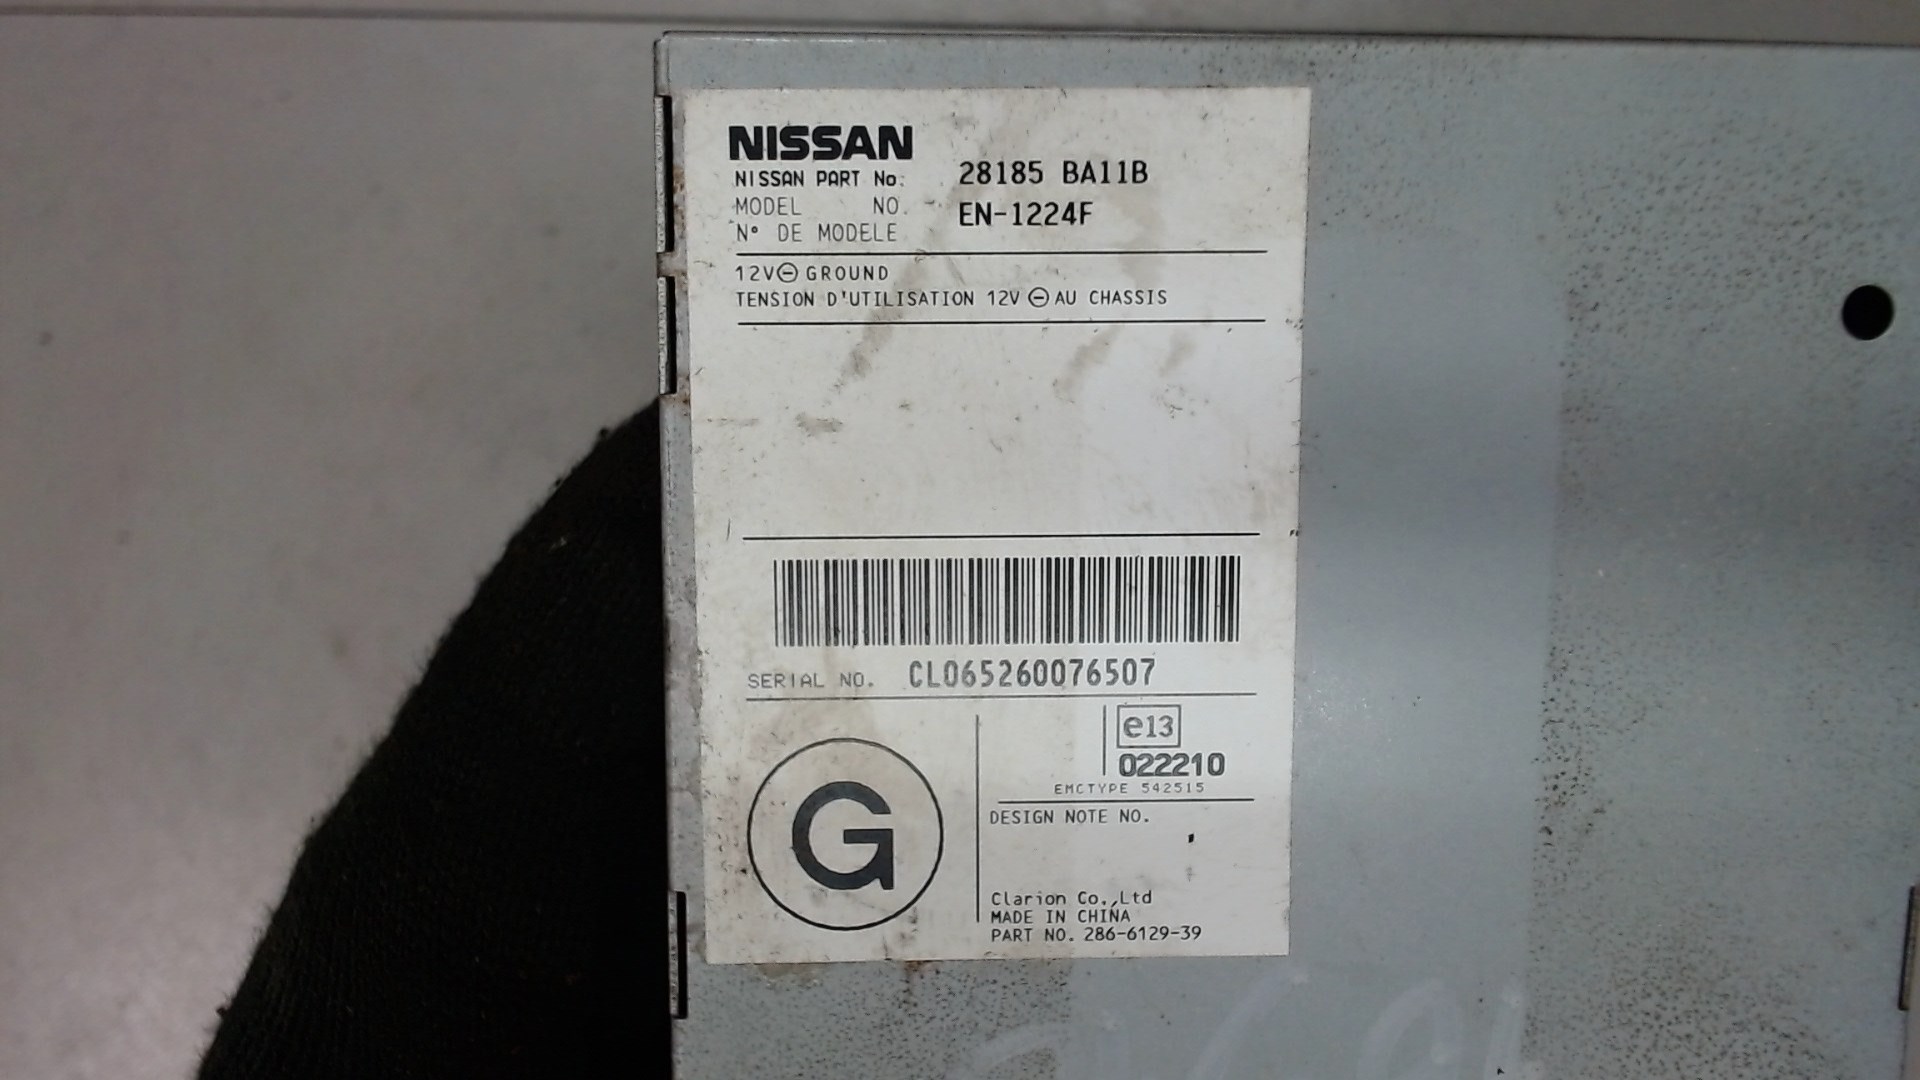 NISSAN
NISSAN PART No: 28185 BA11B
MODEL NO. EN-1224F
N° DE MODELE
12V⊖GROUND
TENSION D'UTILISATION 12V ⊖ AU CHASSIS
SERIAL NO. CL065260076507
e13
022210
EMCTYPE 542515
G
DESIGN NOTE NO.
Clarion Co.,Ltd
MADE IN CHINA
PART NO. 286-6129-39